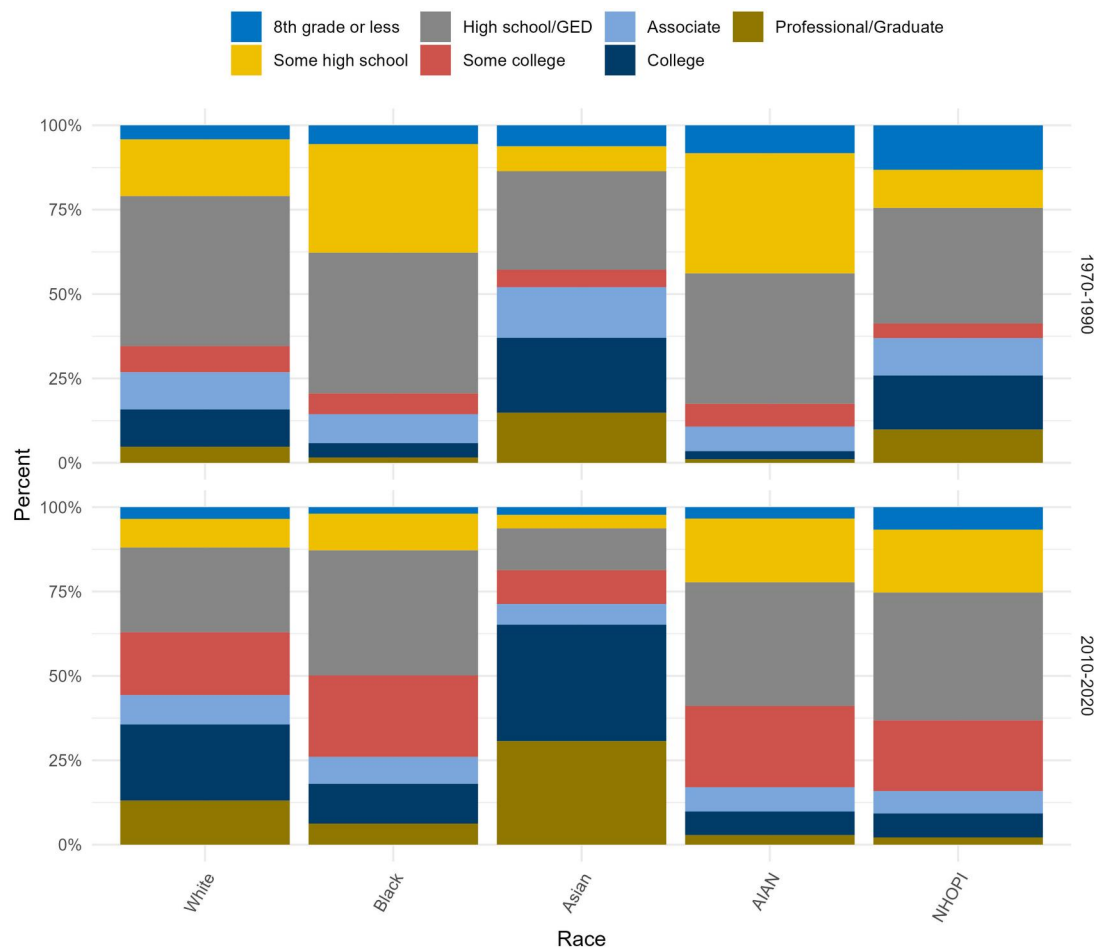 8th grade or less High school/GED Associate Professional/Graduate
Some high school Some college College
100%
75%
50%
25%
0%
1970-1990
Percent
100%
75%
50%
25%
0%
2010-2020
White Black Asian AIAN NHOPI
Race